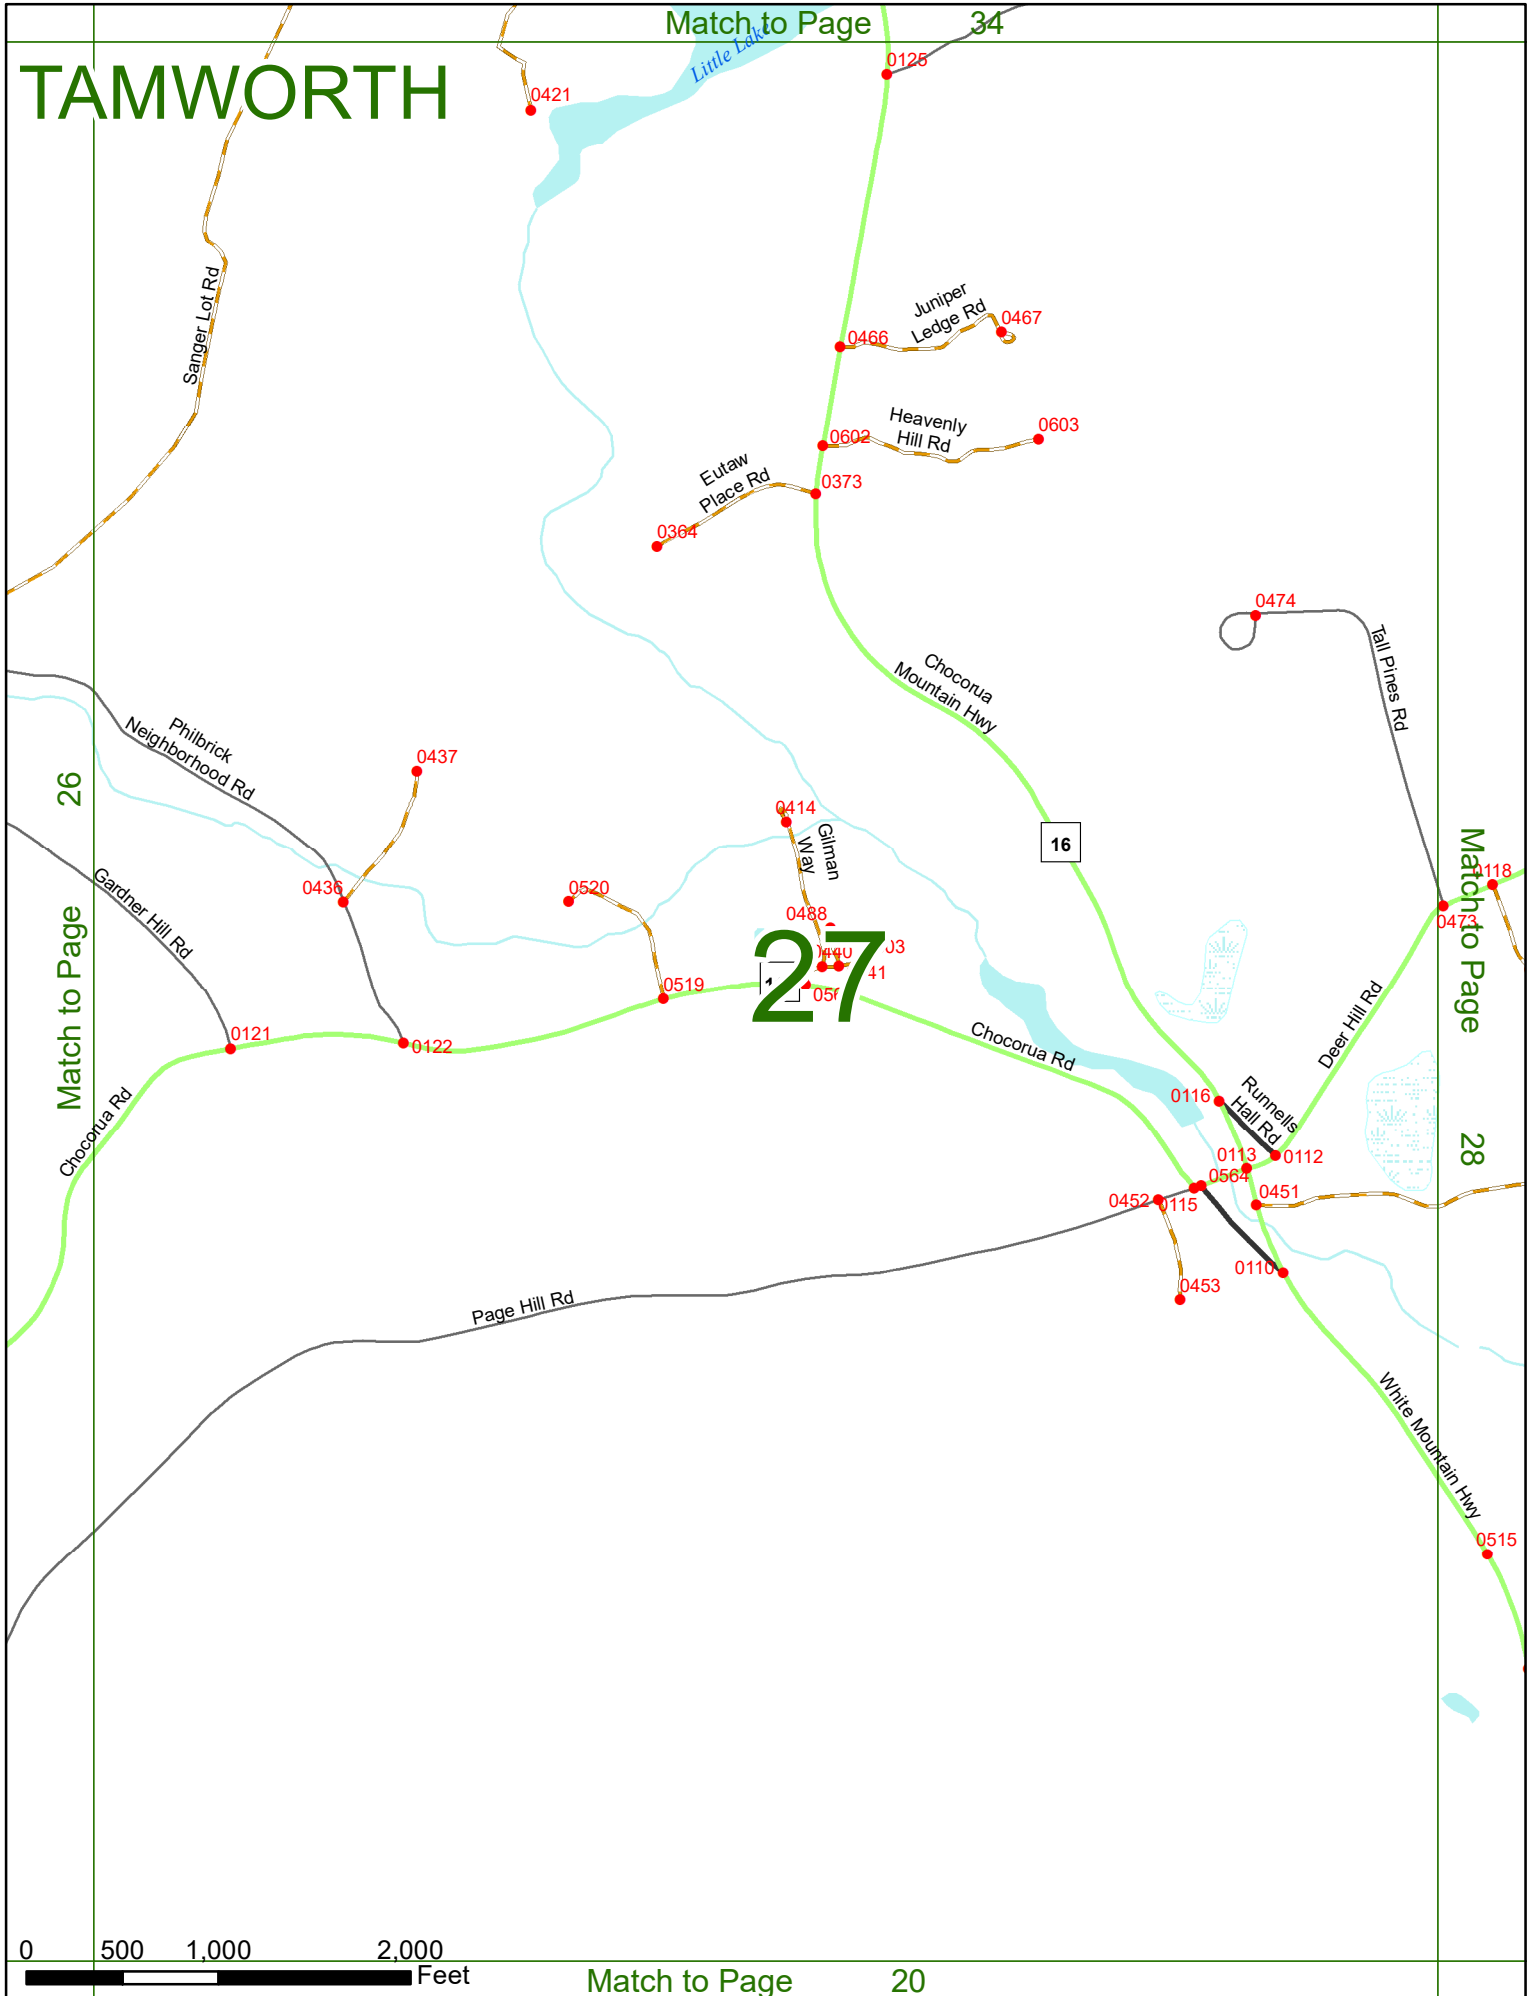 Match to Page 34
TAMWORTH
Little Lake
0125
0421
Sanger Lot Rd
Juniper
Ledge Rd
0467
0466
Heavenly
Hill Rd
0603
0602
Eutaw
Place Rd
0373
0364
0474
Tall Pines Rd
Chocorua
Mountain Hwy
Philbrick
Neighborhood Rd
0437
26
Match to Page
0414
Gilman
Way
16
Match to Page
28
0118
0473
Gardner Hill Rd
0436
0520
0488
27
0519
0121
0122
Chocorua Rd
Chocorua Rd
Deer Hill Rd
0116
Runnells
Hall Rd
0113
0112
0564
0452
0115
0451
0110
0453
Page Hill Rd
White Mountain Hwy
0515
0 500 1,000 2,000
Feet
Match to Page 20